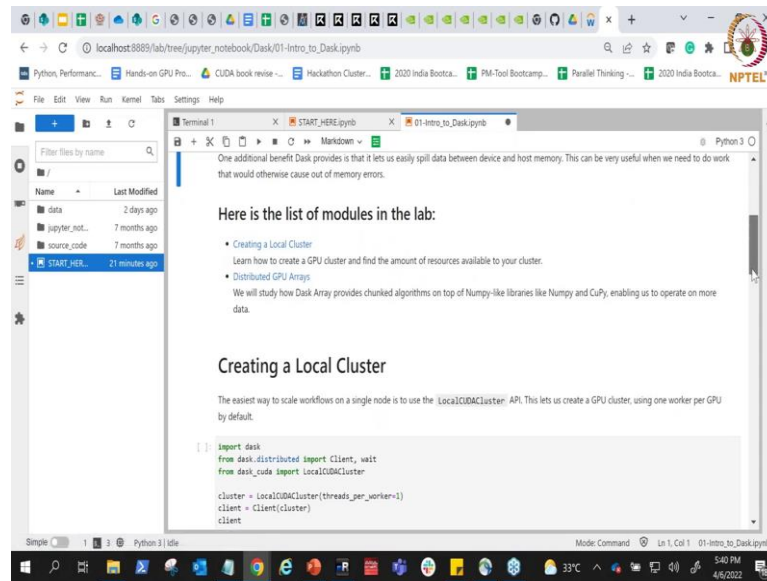 localhost:8889/lab/tree/jupyter_notebook/Dask/01-Intro_to_Dask.ipynb
Python, Performanc...
Hands-on GPU Pro...
CUDA book revise -...
Hackathon Cluster...
2020 India Bootca...
PM-Tool Bootcamp...
Parallel Thinking -...
2020 India Bootca...
NPTEL
File Edit View Run Kernel Tabs Settings Help
Terminal 1
START_HERE.ipynb
01-Intro_to_Dask.ipynb
Markdown
Python 3
Filter files by name
/
Name
Last Modified
data
2 days ago
jupyter_not...
7 months ago
source_code
7 months ago
START_HER...
21 minutes ago
One additional benefit Dask provides is that it lets us easily spill data between device and host memory. This can be very useful when we need to do work
that would otherwise cause out of memory errors.
Here is the list of modules in the lab:
Creating a Local Cluster
Learn how to create a GPU cluster and find the amount of resources available to your cluster.
Distributed GPU Arrays
We will study how Dask Array provides chunked algorithms on top of Numpy-like libraries like Numpy and CuPy, enabling us to operate on more
data.
Creating a Local Cluster
The easiest way to scale workflows on a single node is to use the LocalCUDACluster API. This lets us create a GPU cluster, using one worker per GPU
by default.
[ ]: import dask
from dask.distributed import Client, wait
from dask_cuda import LocalCUDACluster
cluster = LocalCUDACluster(threads_per_worker=1)
client = Client(cluster)
client
Simple
1
3
Python 3 | Idle
Mode: Command
Ln 1, Col 1
01-Intro_to_Dask.ipyn
33°C
5:40 PM
4/6/2022